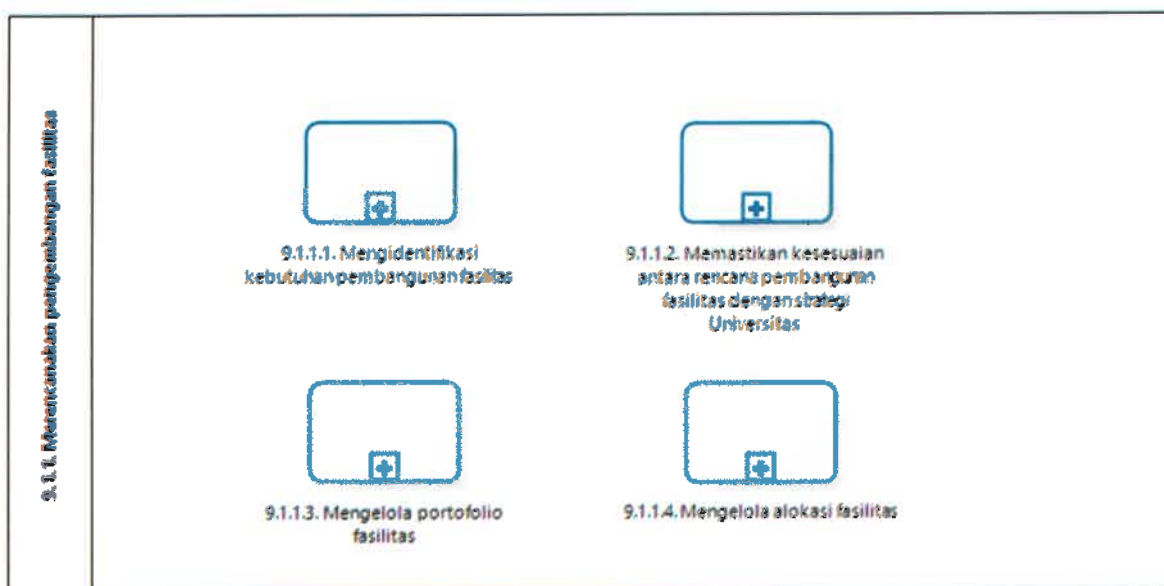 9.1.1. Merencanakan pengembangan fasilitas
9.1.1.1. Mengidentifikasi
kebutuhan pembangunan fasilitas
9.1.1.2. Memastikan kesesuaian
antara rencana pembangunan
fasilitas dengan strategi
Universitas
9.1.1.3. Mengelola portofolio
fasilitas
9.1.1.4. Mengelola alokasi fasilitas